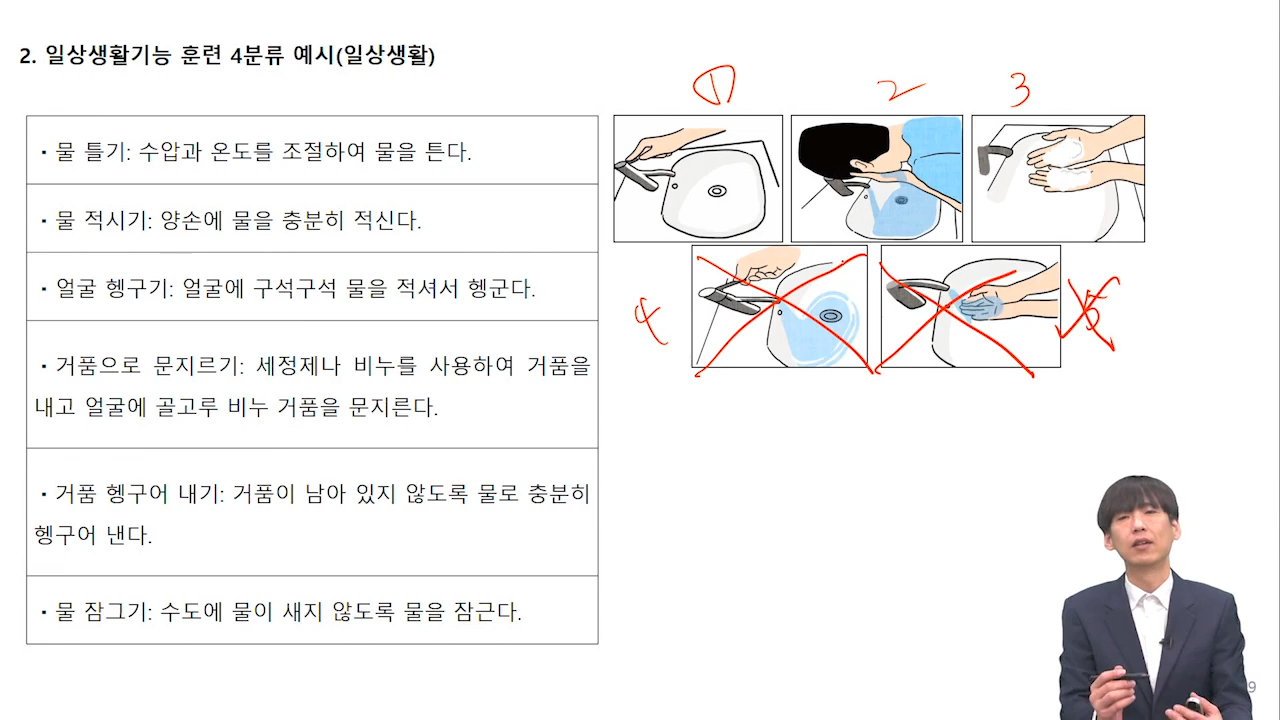 2. 일상생활기능 훈련 4분류 예시(일상생활)
1 2 3
· 물 틀기: 수압과 온도를 조절하여 물을 튼다.
· 물 적시기: 양손에 물을 충분히 적신다.
· 얼굴 헹구기: 얼굴에 구석구석 물을 적셔서 헹군다.
4 5
· 거품으로 문지르기: 세정제나 비누를 사용하여 거품을
내고 얼굴에 골고루 비누 거품을 문지른다.
· 거품 헹구어 내기: 거품이 남아 있지 않도록 물로 충분히
헹구어 낸다.
· 물 잠그기: 수도에 물이 새지 않도록 물을 잠근다.
9